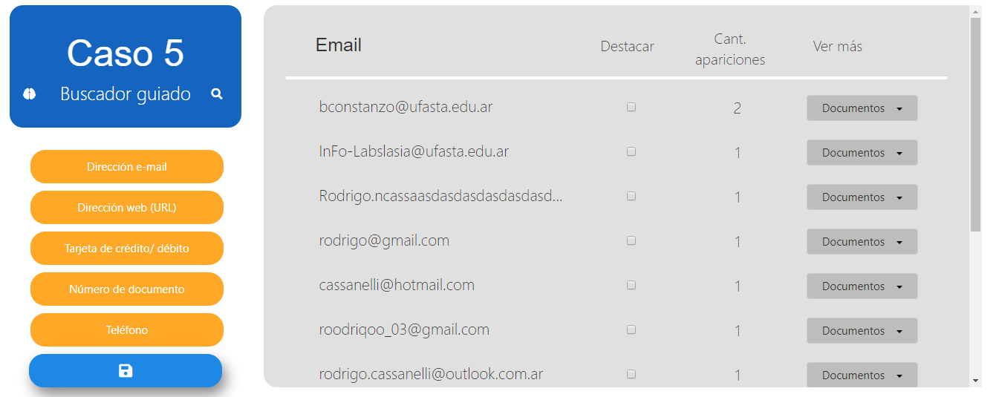 Caso 5
Buscador guiado
Dirección e-mail
Dirección web (URL)
Tarjeta de crédito/ débito
Número de documento
Teléfono
Email Destacar Cant. apariciones Ver más
bconstanzo@ufasta.edu.ar 2 Documentos
InFo-Labslasia@ufasta.edu.ar 1 Documentos
Rodrigo.ncassaasdasdasdasdasdasd... 1 Documentos
rodrigo@gmail.com 1 Documentos
cassanelli@hotmail.com 1 Documentos
roodriqoo_03@gmail.com 1 Documentos
rodrigo.cassanelli@outlook.com.ar 1 Documentos